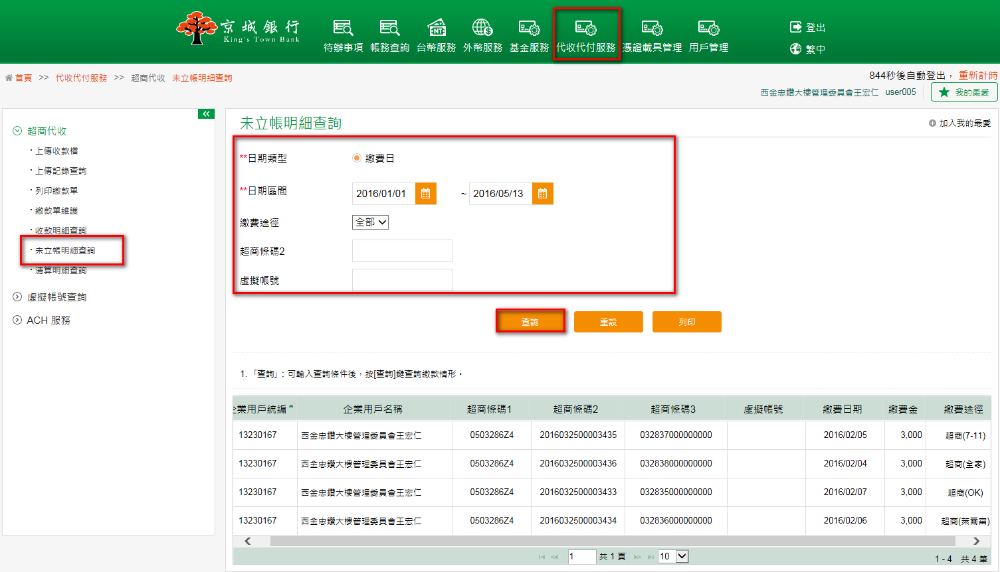 京城銀行
King's Town Bank
待辦事項 帳務查詢 台幣服務 外幣服務 基金服務 代收代付服務 憑證載具管理 用戶管理
登出
繁中
首頁 >> 代收代付服務 >> 超商代收 未立帳明細查詢
844秒後自動登出， 重新計時
西金忠鑽大樓管理委員會王宏仁 user005 我的最愛
超商代收
‧上傳收款檔
‧上傳記錄查詢
‧列印繳款單
‧繳款單維護
‧收款明細查詢
‧未立帳明細查詢
‧清算明細查詢
虛擬帳號查詢
ACH 服務
未立帳明細查詢
加入我的最愛
**日期類型 繳費日
**日期區間 2016/01/01 ~ 2016/05/13
繳費途徑 全部
超商條碼2
虛擬帳號
查詢 重設 列印
1. 「查詢」: 可輸入查詢條件後，按[查詢]鍵查詢繳款情形。
企業用戶統編 企業用戶名稱 超商條碼1 超商條碼2 超商條碼3 虛擬帳號 繳費日期 繳費金 繳費途徑
13230167 西金忠鑽大樓管理委員會王宏仁 0503286Z4 2016032500003435 032837000000000 2016/02/05 3,000 超商(7-11)
13230167 西金忠鑽大樓管理委員會王宏仁 0503286Z4 2016032500003436 032838000000000 2016/02/04 3,000 超商(全家)
13230167 西金忠鑽大樓管理委員會王宏仁 0503286Z4 2016032500003433 032835000000000 2016/02/07 3,000 超商(OK)
13230167 西金忠鑽大樓管理委員會王宏仁 0503286Z4 2016032500003434 032836000000000 2016/02/06 3,000 超商(萊爾富)
1 共 1 頁 10 1 - 4 共 4 筆